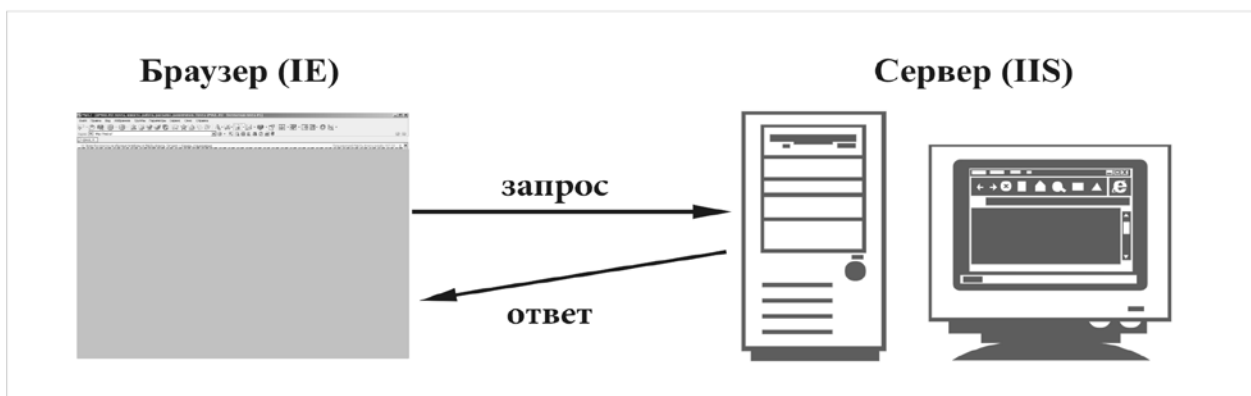 Браузер (IE)
Сервер (IIS)
запрос
ответ